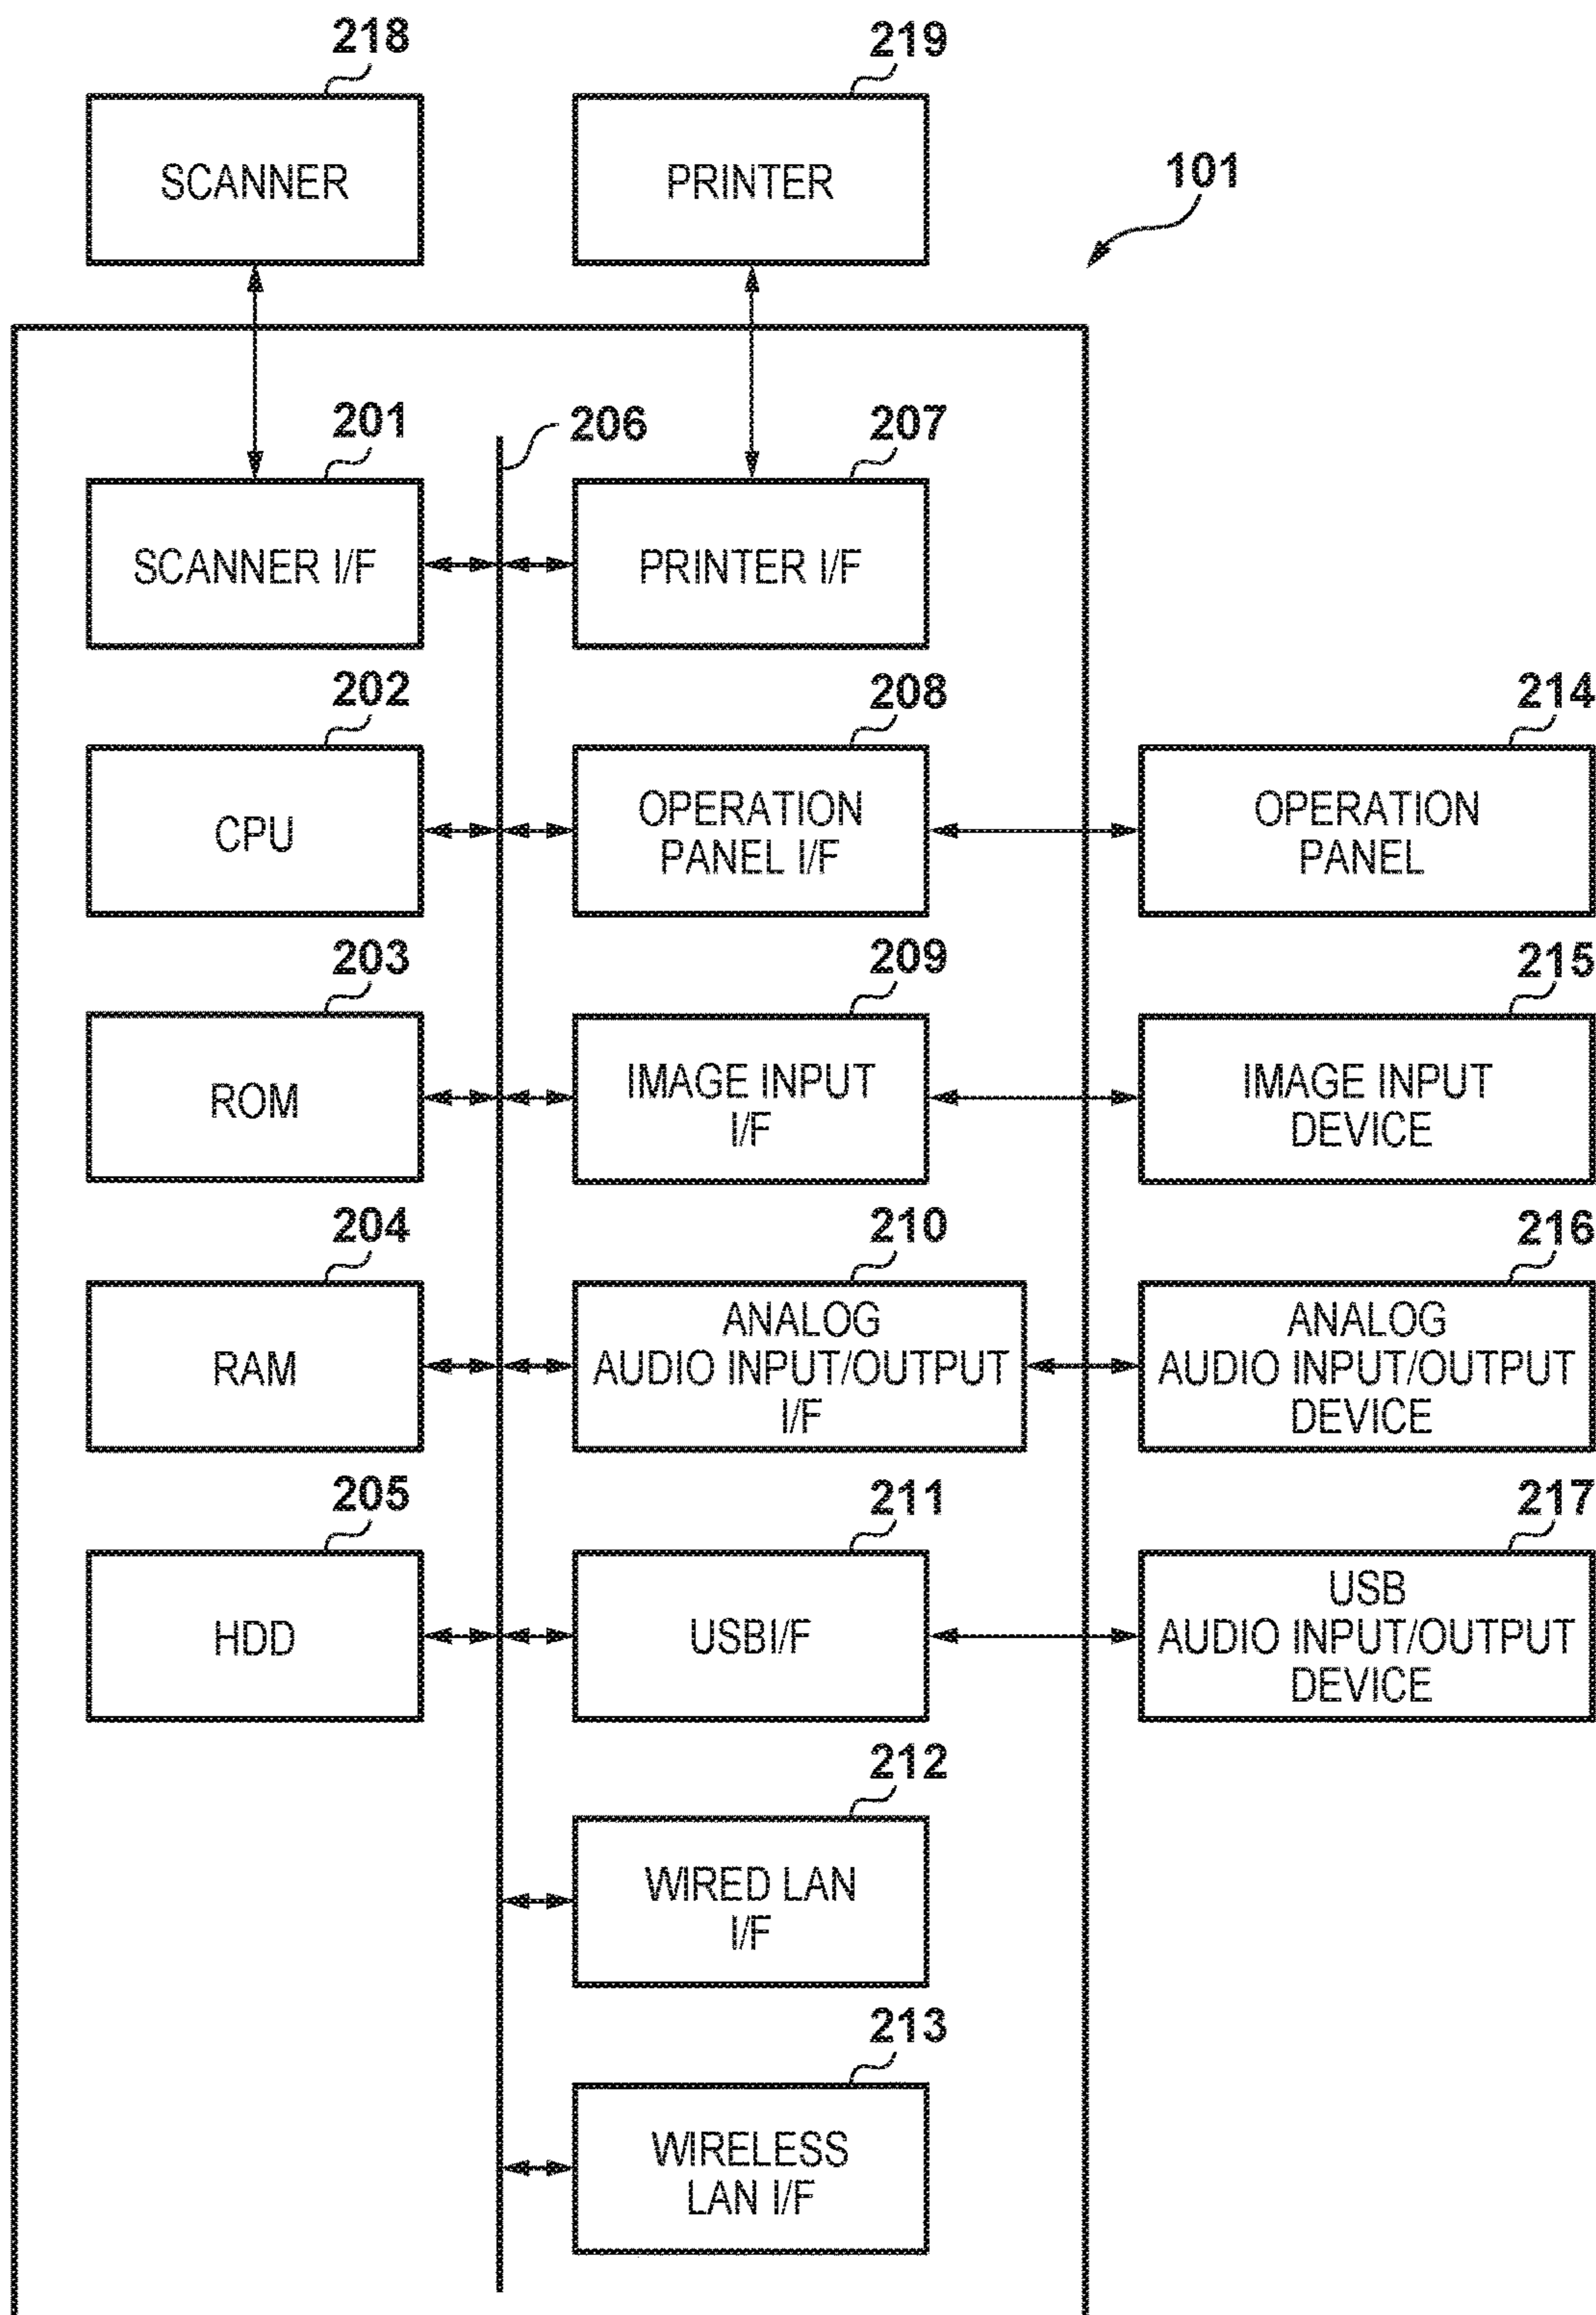 218
SCANNER
219
PRINTER
101
201
SCANNER I/F
206
207
PRINTER I/F
202
CPU
208
OPERATION
PANEL I/F
214
OPERATION
PANEL
203
ROM
209
IMAGE INPUT
I/F
215
IMAGE INPUT
DEVICE
204
RAM
210
ANALOG
AUDIO INPUT/OUTPUT
I/F
216
ANALOG
AUDIO INPUT/OUTPUT
DEVICE
205
HDD
211
USBI/F
217
USB
AUDIO INPUT/OUTPUT
DEVICE
212
WIRED LAN
I/F
213
WIRELESS
LAN I/F